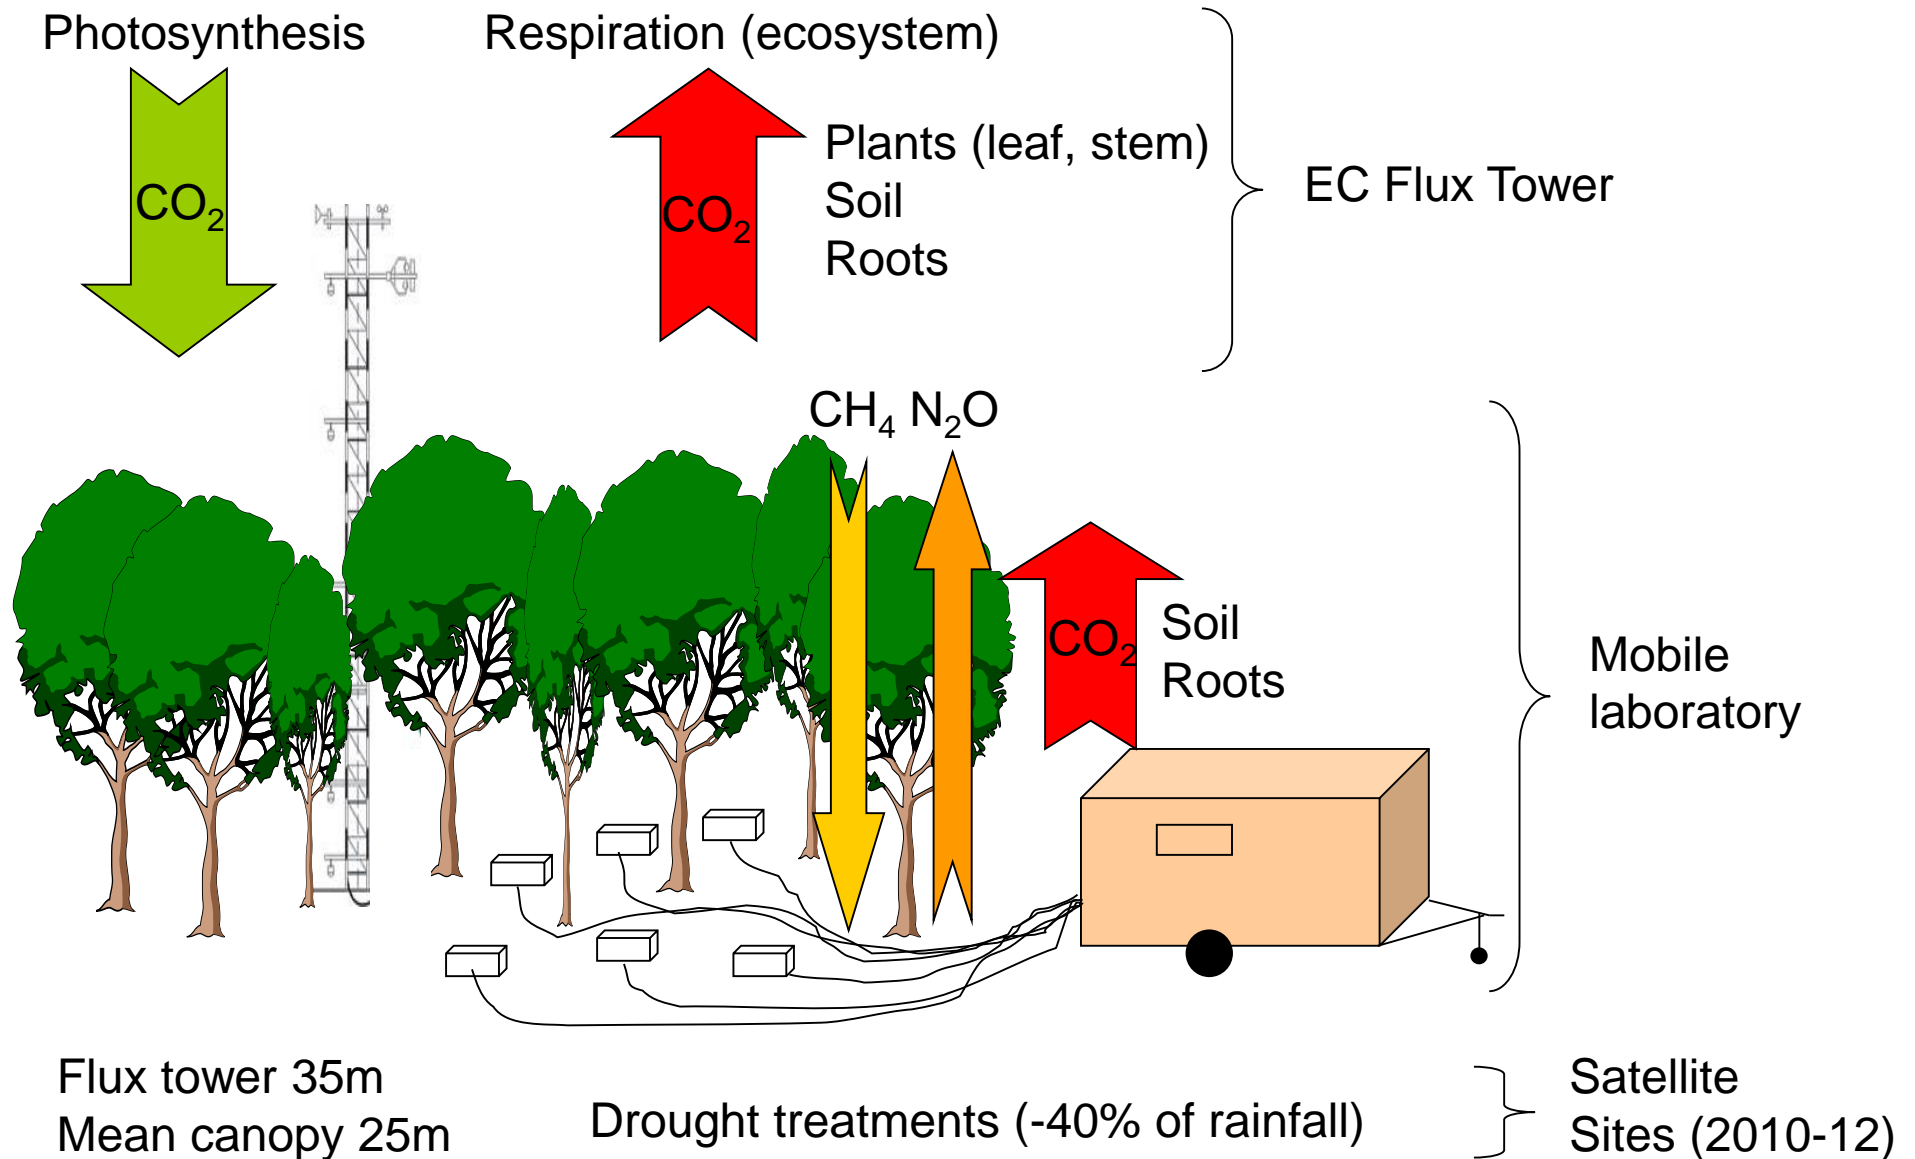 Photosynthesis
Respiration (ecosystem)
CO₂
CO₂
Plants (leaf, stem)
Soil
Roots
EC Flux Tower
CH₄ N₂O
CO₂
Soil
Roots
Mobile
laboratory
Flux tower 35m
Mean canopy 25m
Drought treatments (-40% of rainfall)
Satellite
Sites (2010-12)